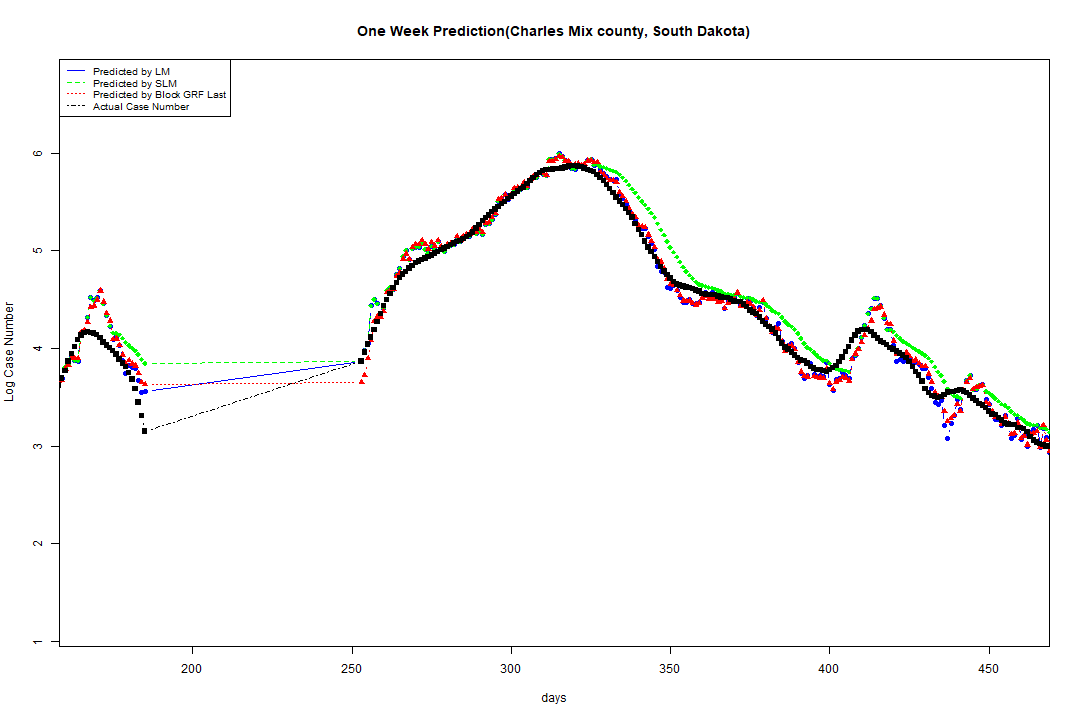 One Week Prediction(Charles Mix county, South Dakota)
Predicted by LM
Predicted by SLM
Predicted by Block GRF Last
Actual Case Number
6
5
4
3
2
1
Log Case Number
200
250
300
350
400
450
days